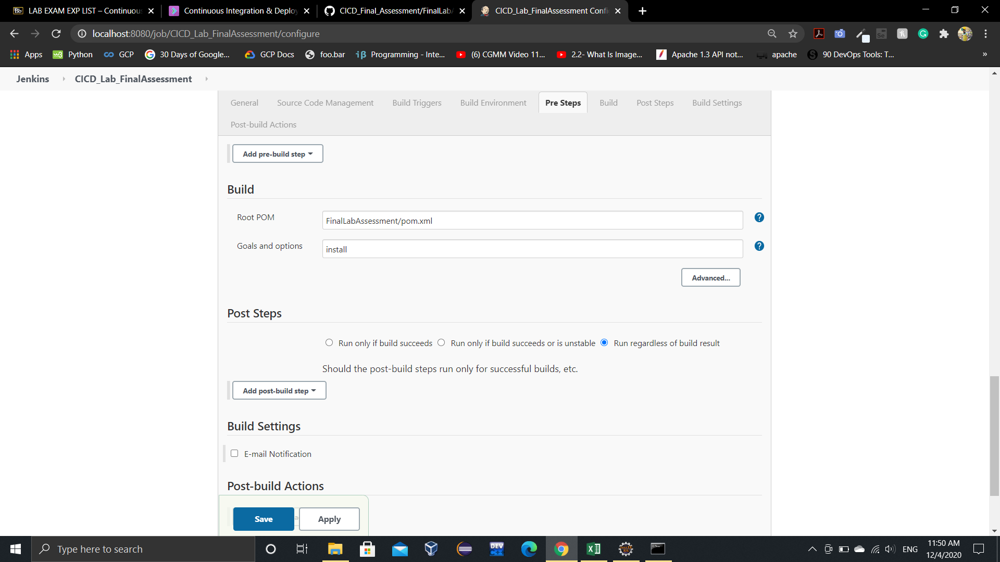 LAB EXAM EXP LIST – Continuous
Continuous Integration & Deploy
CICD_Final_Assessment/FinalLabA
CICD_Lab_FinalAssessment Confi
localhost:8080/job/CICD_Lab_FinalAssessment/configure
Apps
Python
GCP
30 Days of Google...
GCP Docs
foo.bar
Programming - Inte...
(6) CGMM Video 11...
2.2- What Is Image...
Apache 1.3 API not...
apache
90 DevOps Tools: T...
»
Jenkins
CICD_Lab_FinalAssessment
General
Source Code Management
Build Triggers
Build Environment
Pre Steps
Build
Post Steps
Build Settings
Post-build Actions
Add pre-build step
Build
Root POM
FinalLabAssessment/pom.xml
?
Goals and options
install
?
Advanced...
Post Steps
Run only if build succeeds
Run only if build succeeds or is unstable
Run regardless of build result
Should the post-build steps run only for successful builds, etc.
Add post-build step
Build Settings
E-mail Notification
Post-build Actions
Save
Apply
Type here to search
ENG
11:50 AM
12/4/2020